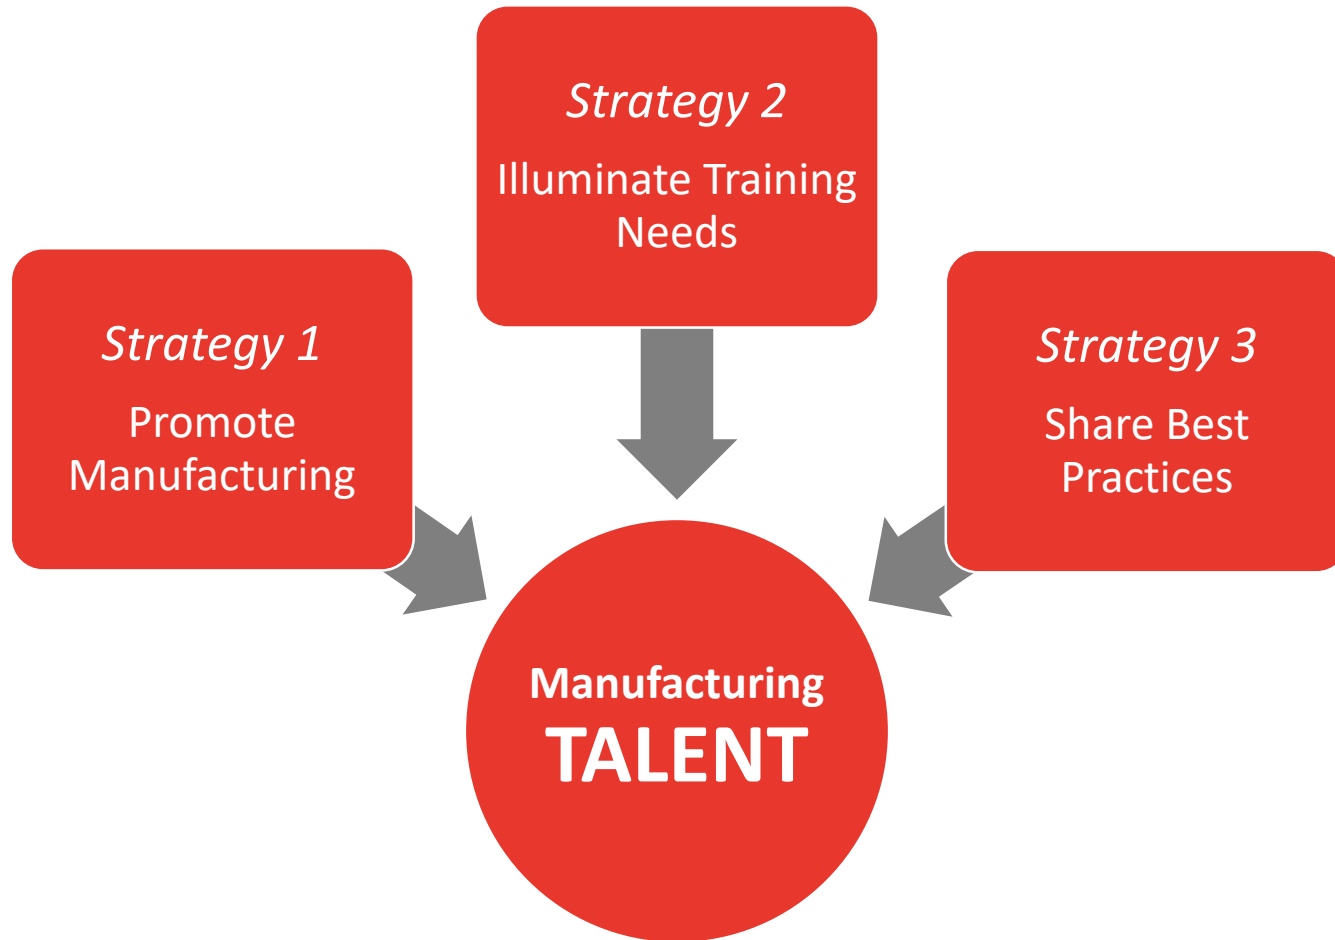 Strategy 1
Promote
Manufacturing
Strategy 2
Illuminate Training
Needs
Strategy 3
Share Best
Practices
Manufacturing
TALENT